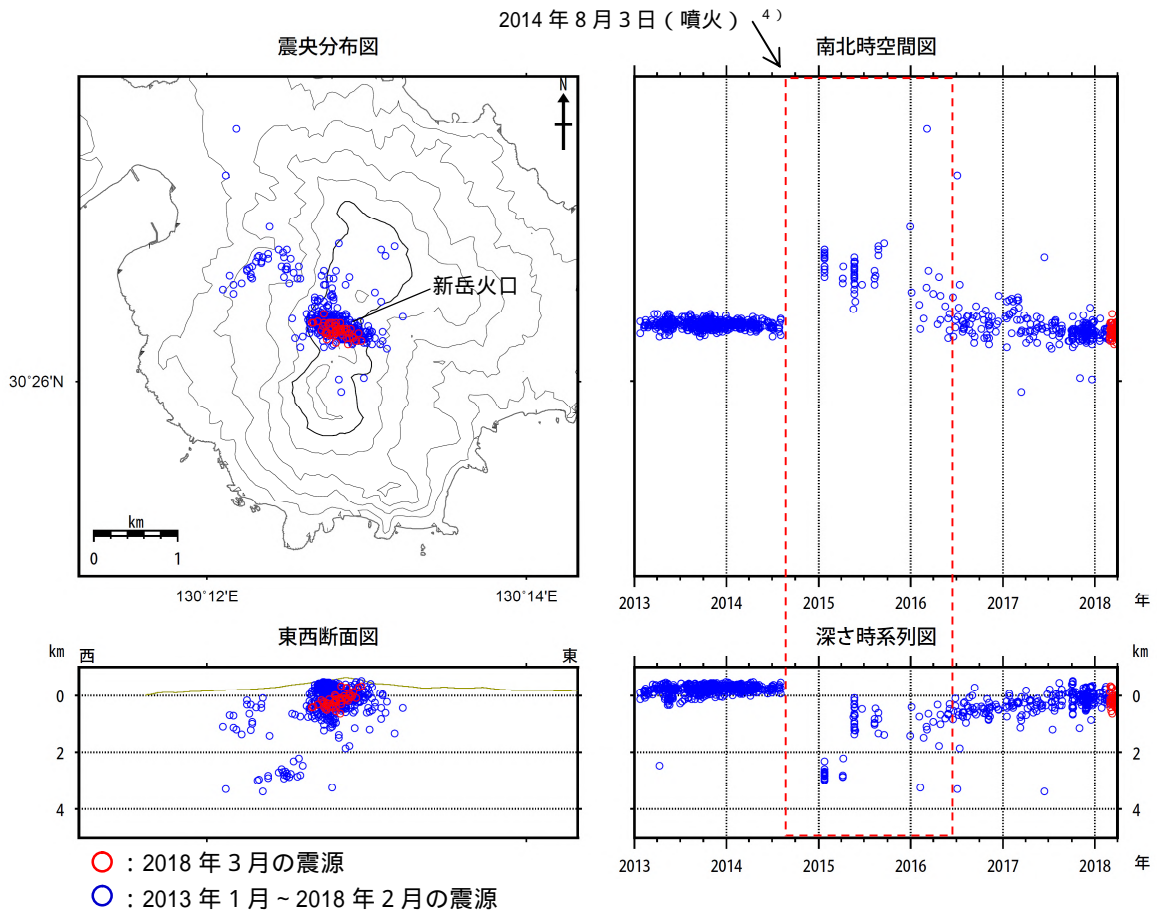 2014 年 8 月 3 日 ( 噴火 ) 4 )
震央分布図
南北時空間図
N
新岳火口
30°26'N
km
0 1
130°12'E 130°14'E
2013 2014 2015 2016 2017 2018 年
東西断面図
深さ時系列図
km 西 東
km
0
2
4
0
2
4
2013 2014 2015 2016 2017 2018 年
: 2018 年 3 月の震源
: 2013 年 1 月 ~ 2018 年 2 月の震源